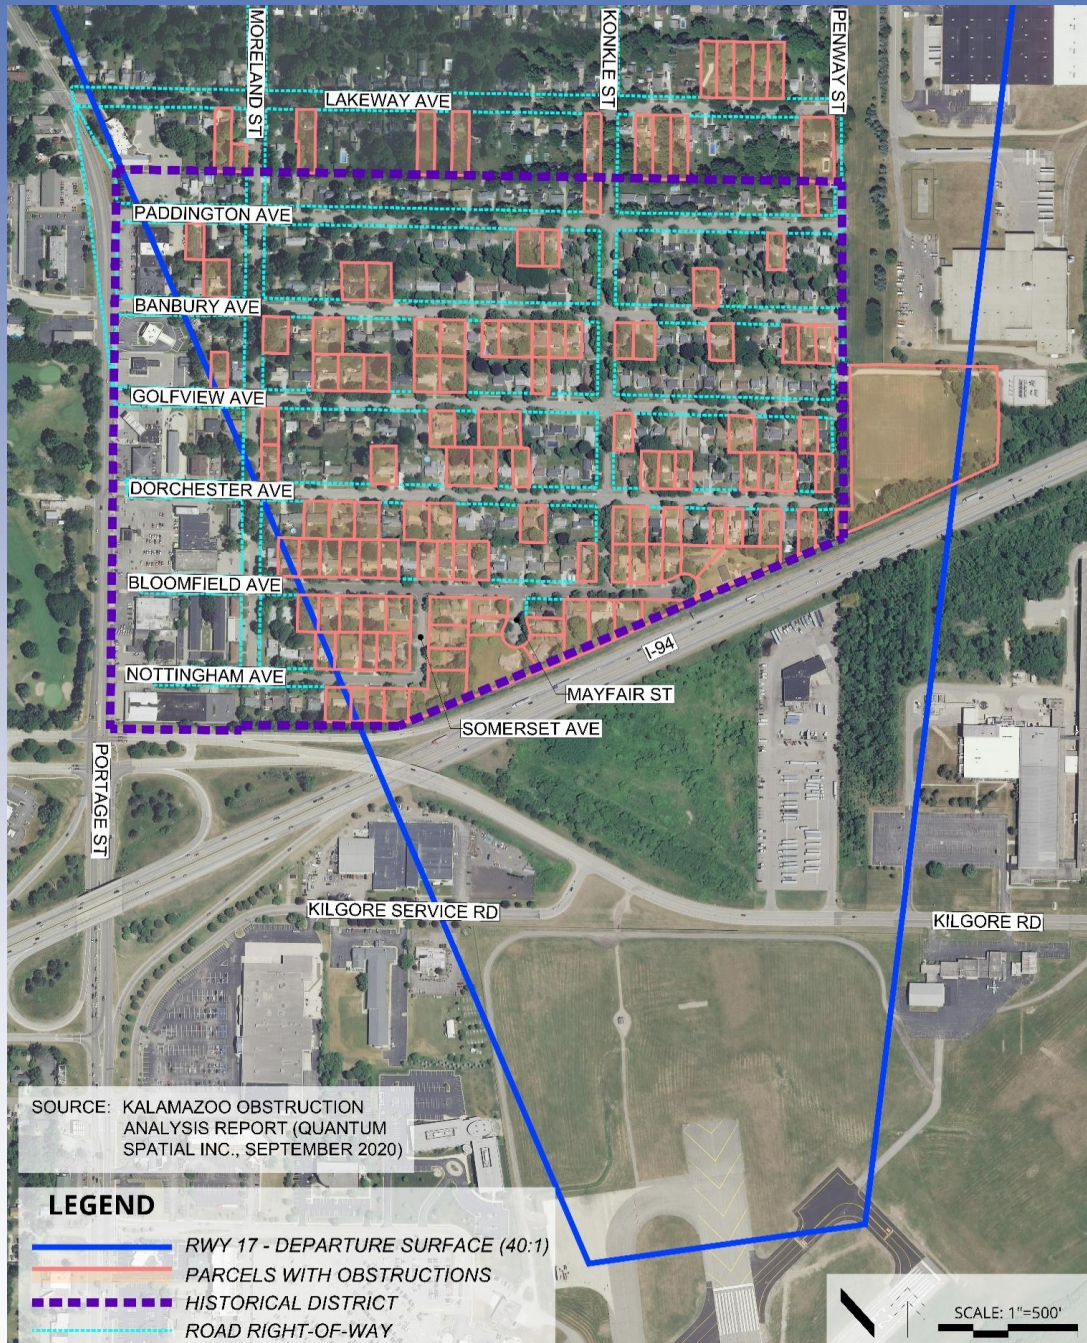 MORELAND ST
KONKLE ST
PENWAY ST
LAKEWAY AVE
PADDINGTON AVE
BANBURY AVE
GOLFVIEW AVE
DORCHESTER AVE
BLOOMFIELD AVE
I-94
NOTTINGHAM AVE
MAYFAIR ST
SOMERSET AVE
PORTAGE ST
KILGORE SERVICE RD
KILGORE RD
SOURCE: KALAMAZOO OBSTRUCTION
ANALYSIS REPORT (QUANTUM
SPATIAL INC., SEPTEMBER 2020)
LEGEND
RWY 17 - DEPARTURE SURFACE (40:1)
PARCELS WITH OBSTRUCTIONS
HISTORICAL DISTRICT
ROAD RIGHT-OF-WAY
SCALE: 1"=500'